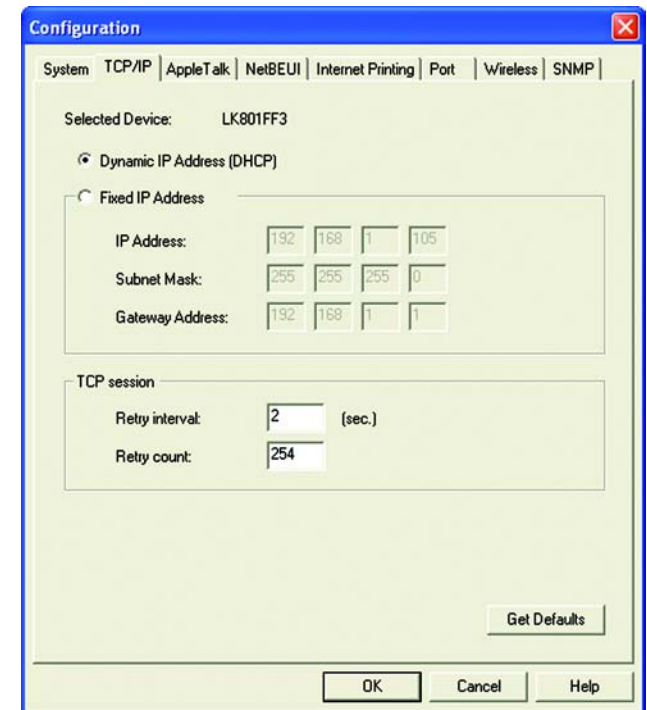 Configuration
System TCP/IP AppleTalk NetBEUI Internet Printing Port Wireless SNMP
Selected Device: LK801FF3
Dynamic IP Address (DHCP)
Fixed IP Address
IP Address: 192 168 1 105
Subnet Mask: 255 255 255 0
Gateway Address: 192 168 1 1
TCP session
Retry interval: 2 (sec.)
Retry count: 254
Get Defaults
OK Cancel Help